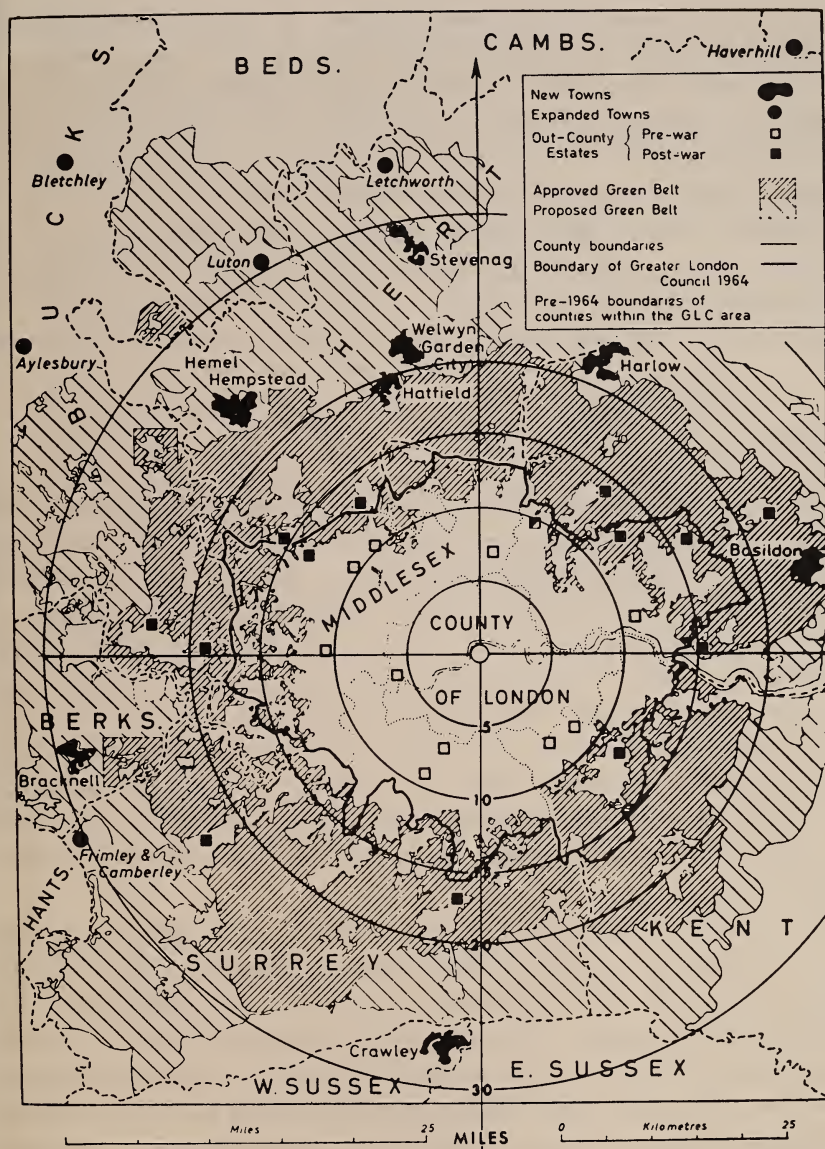 CAMBS.
Haverhill
BEDS.
BUCKS.
HERT
New Towns
Expanded Towns
Out-County Estates { Pre-war
Post-war
Approved Green Belt
Proposed Green Belt
County boundaries
Boundary of Greater London
Council 1964
Pre-1964 boundaries of
counties within the GLC area
Bletchley
Letchworth
Luton
Stevenag
Aylesbury
Welwyn
Garden
City
Hemel
Hempstead
Hatfield
Harlow
Basildon
MIDDLESEX
COUNTY
OF LONDON
5
10
15
20
30
BERKS.
Bracknell
Frimley &
Camberley
HANTS.
SURREY
KENT
Crawley
W. SUSSEX
E. SUSSEX
Miles 25
MILES
0 Kilometres 25